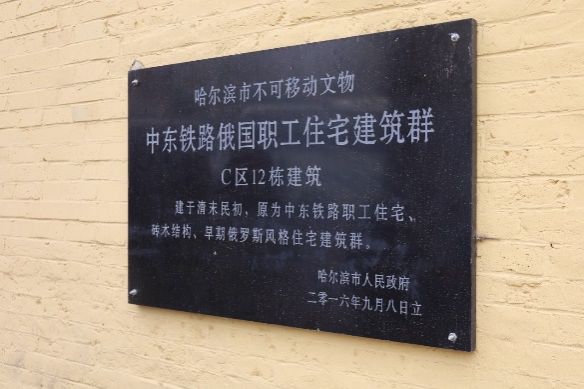 哈尔滨市不可移动文物
中东铁路俄国职工住宅建筑群
C区12栋建筑
建于清末民初，原为中东铁路职工住宅、
砖木结构、早期俄罗斯风格住宅建筑群。
哈尔滨市人民政府
二零一六年九月八日立